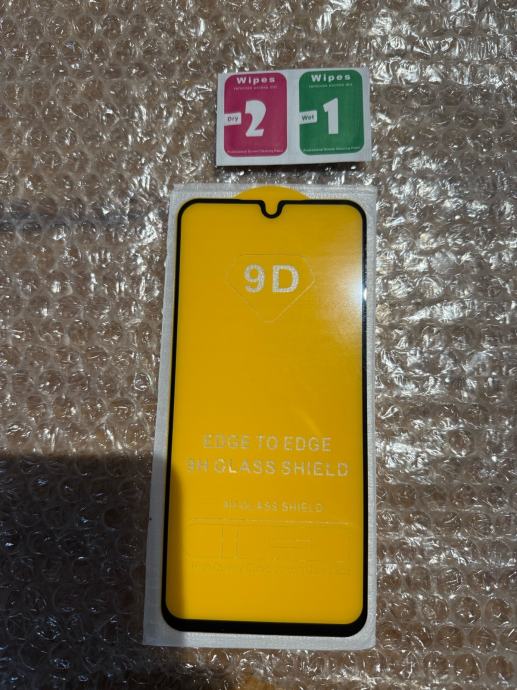 Wipes
Dry
2
Wipes
Wet
1
9D
EDGE TO EDGE
9H GLASS SHIELD
9H GLASS SHIELD